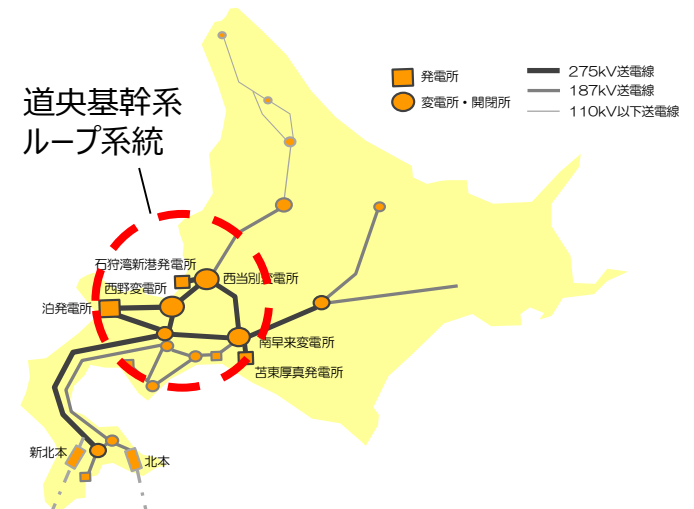 道央基幹系
ループ系統
発電所
変電所・開閉所
275kV送電線
187kV送電線
110kV以下送電線
石狩湾新港発電所
西野変電所
西当別変電所
泊発電所
南早来変電所
苫東厚真発電所
新北本
北本